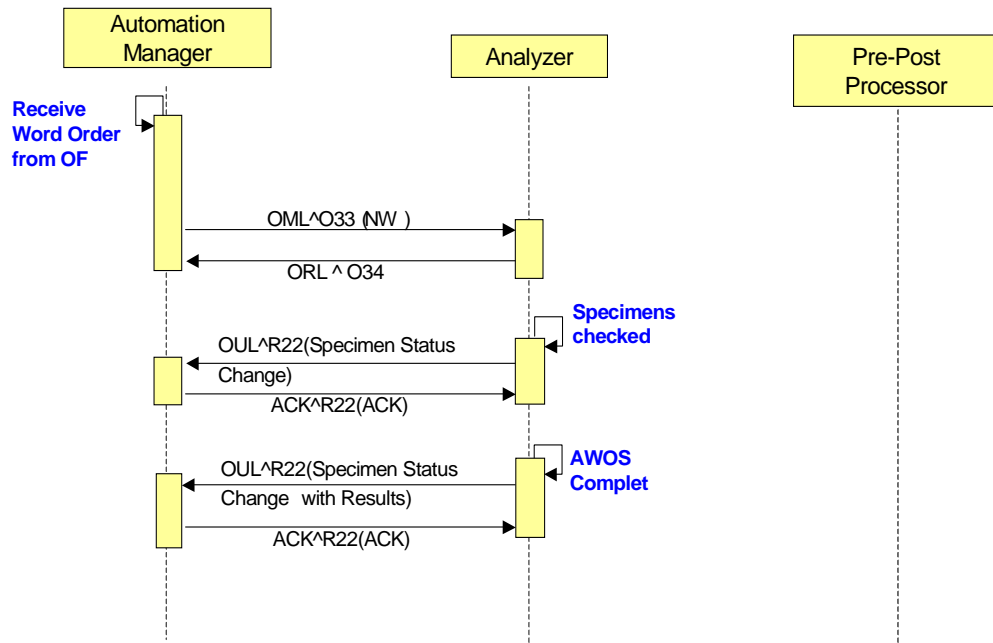 Automation
Manager
Analyzer
Pre-Post
Processor
Receive
Word Order
from OF
OML^O33 (NW )
ORL ^ O34
Specimens
checked
OUL^R22(Specimen Status
Change)
ACK^R22(ACK)
AWOS
Complet
OUL^R22(Specimen Status
Change with Results)
ACK^R22(ACK)